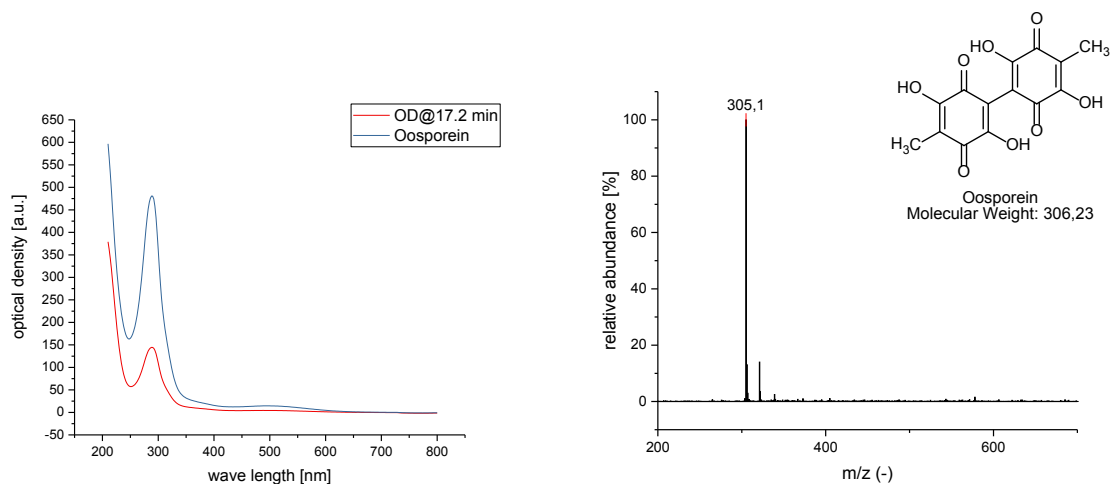 OD@17.2 min
Oosporein
650
600
550
500
450
400
350
300
250
200
150
100
50
0
-50
optical density [a.u.]
200 300 400 500 600 700 800
wave length [nm]
305,1
100
80
60
40
20
0
relative abundance [%]
200 400 600
m/z (-)
O
HO
CH3
O
HO
OH
O
H3C
OH
O
Oosporein
Molecular Weight: 306,23